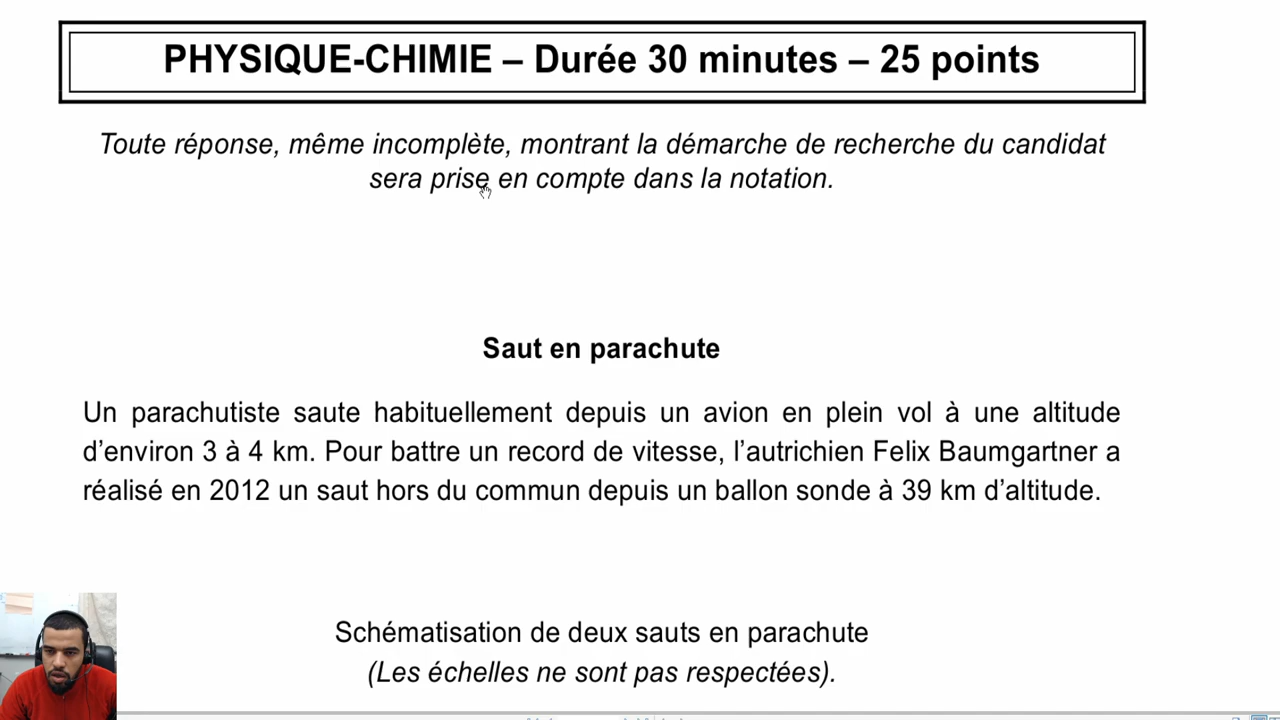 PHYSIQUE-CHIMIE – Durée 30 minutes – 25 points
Toute réponse, même incomplète, montrant la démarche de recherche du candidat
sera prise en compte dans la notation.
Saut en parachute
Un parachutiste saute habituellement depuis un avion en plein vol à une altitude
d’environ 3 à 4 km. Pour battre un record de vitesse, l’autrichien Felix Baumgartner a
réalisé en 2012 un saut hors du commun depuis un ballon sonde à 39 km d’altitude.
Schématisation de deux sauts en parachute
(Les échelles ne sont pas respectées).